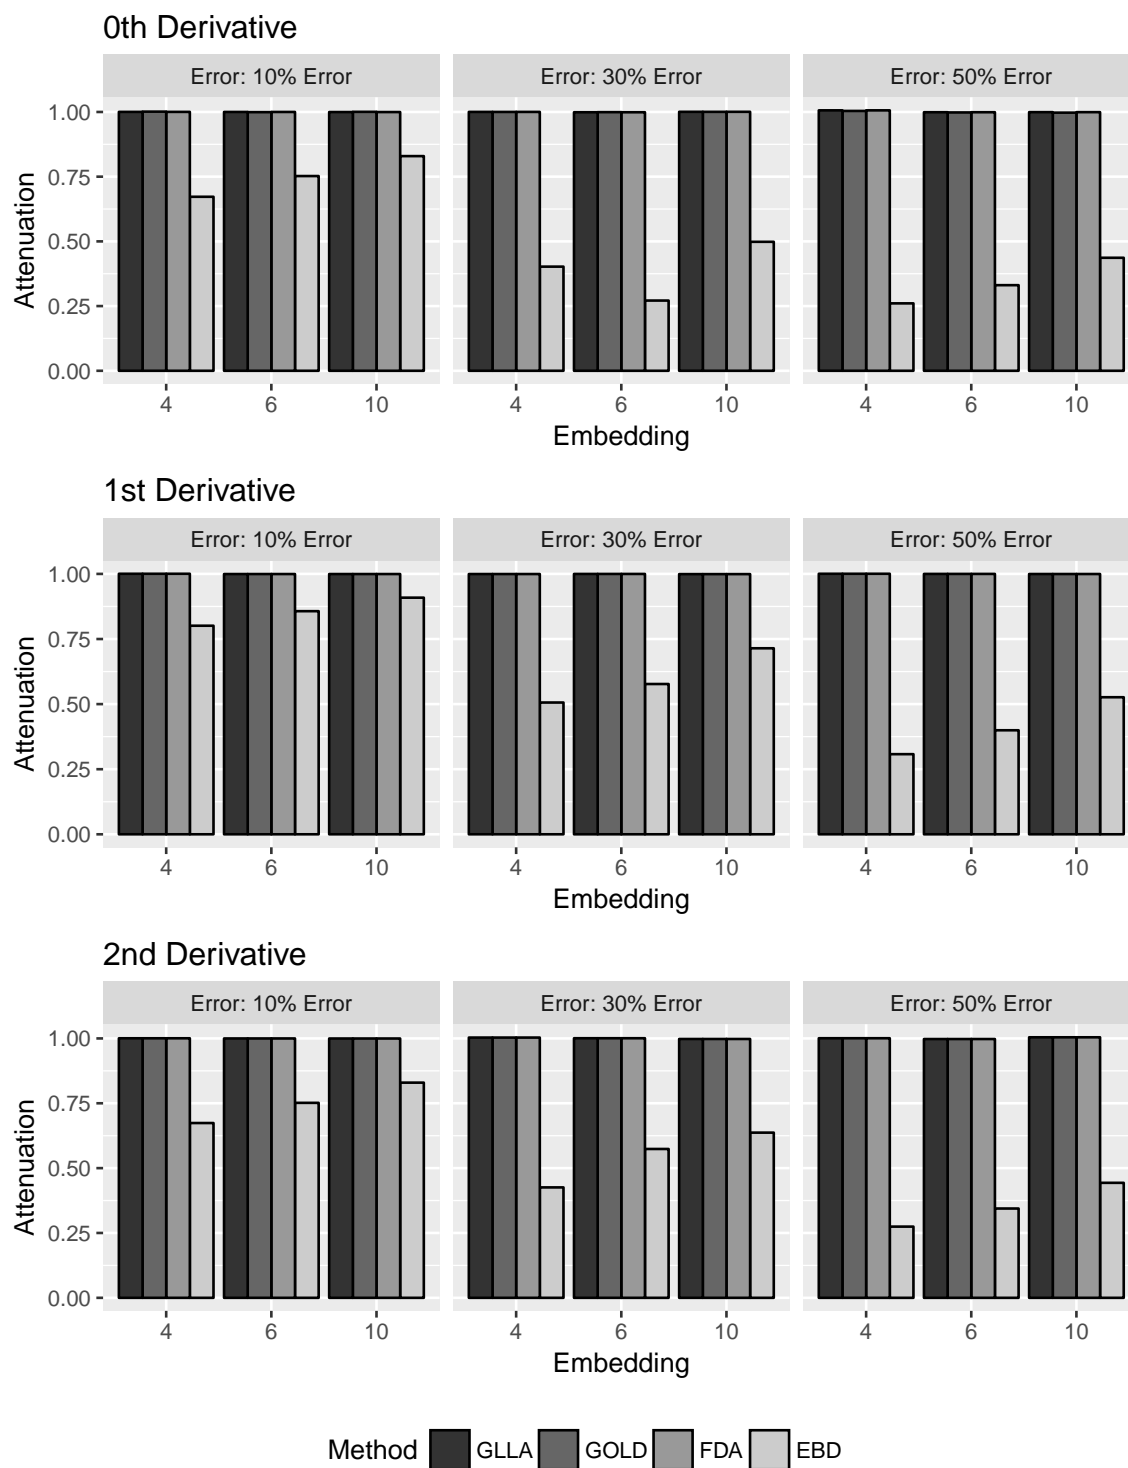 0th Derivative
Error: 10% Error Error: 30% Error Error: 50% Error
1.00
0.75
0.50
0.25
0.00
Attenuation
4 6 10 4 6 10 4 6 10
Embedding
1st Derivative
Error: 10% Error Error: 30% Error Error: 50% Error
1.00
0.75
0.50
0.25
0.00
Attenuation
4 6 10 4 6 10 4 6 10
Embedding
2nd Derivative
Error: 10% Error Error: 30% Error Error: 50% Error
1.00
0.75
0.50
0.25
0.00
Attenuation
4 6 10 4 6 10 4 6 10
Embedding
Method GLLA GOLD FDA EBD